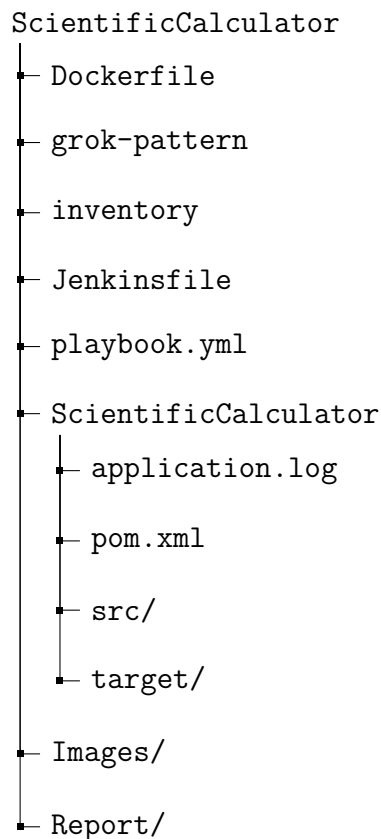 ScientificCalculator
Dockerfile
grok-pattern
inventory
Jenkinsfile
playbook.yml
ScientificCalculator
application.log
pom.xml
src/
target/
Images/
Report/